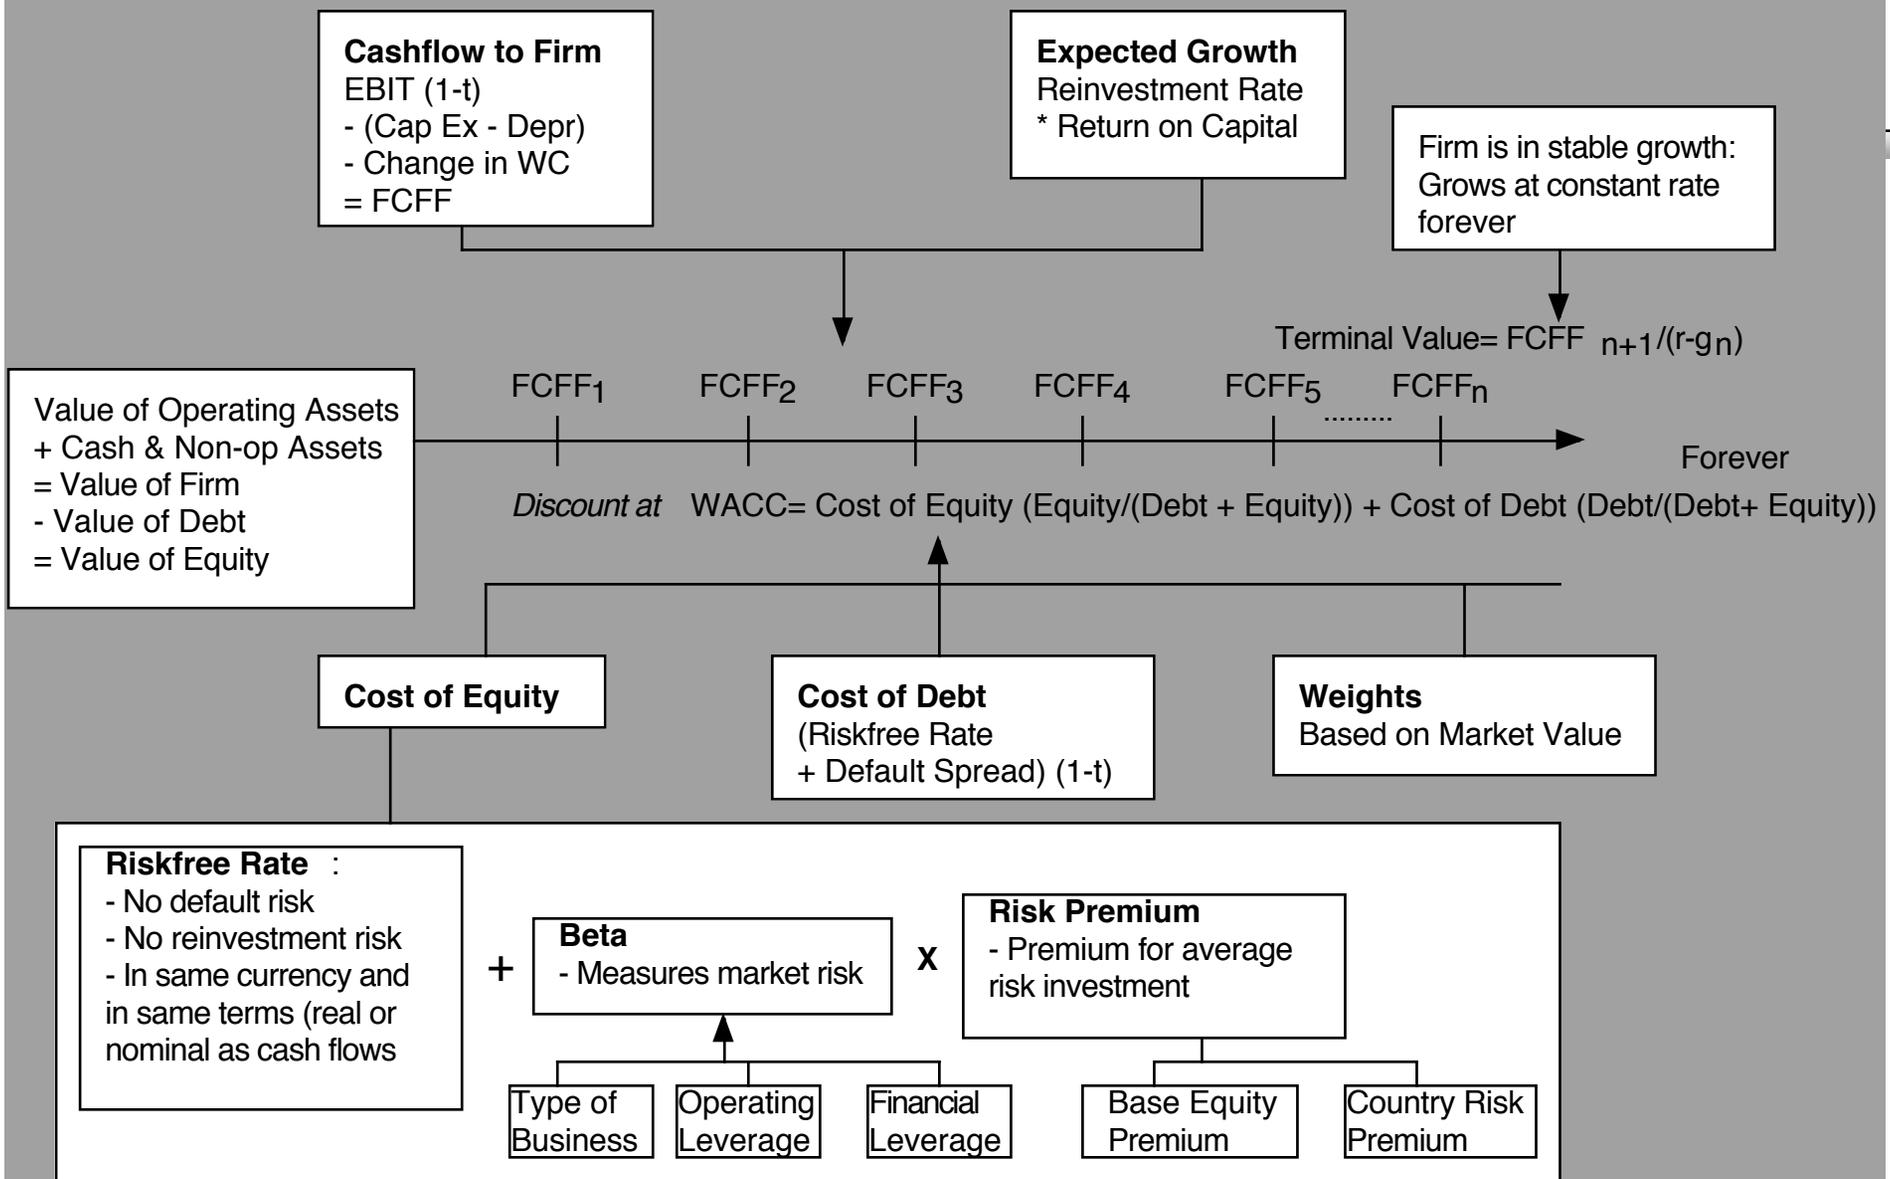 Cashflow to Firm
EBIT (1-t)
- (Cap Ex - Depr)
- Change in WC
= FCFF
Expected Growth
Reinvestment Rate
* Return on Capital
Firm is in stable growth:
Grows at constant rate
forever
Terminal Value= FCFF n+1/(r-gn)
FCFF1 FCFF2 FCFF3 FCFF4 FCFF5 ......... FCFFn
Forever
Value of Operating Assets
+ Cash & Non-op Assets
= Value of Firm
- Value of Debt
= Value of Equity
Discount at WACC= Cost of Equity (Equity/(Debt + Equity)) + Cost of Debt (Debt/(Debt+ Equity))
Cost of Equity
Cost of Debt
(Riskfree Rate
+ Default Spread) (1-t)
Weights
Based on Market Value
Riskfree Rate :
- No default risk
- No reinvestment risk
- In same currency and
in same terms (real or
nominal as cash flows
+
Beta
- Measures market risk
X
Risk Premium
- Premium for average
risk investment
Type of
Business
Operating
Leverage
Financial
Leverage
Base Equity
Premium
Country Risk
Premium